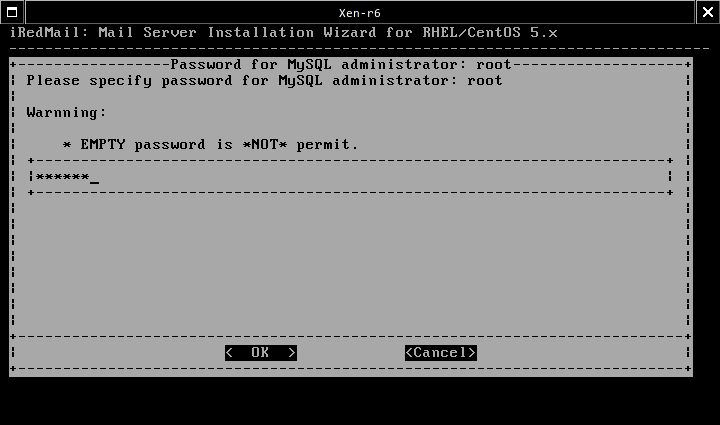 Xen-r6
iRedMail: Mail Server Installation Wizard for RHEL/CentOS 5.x
Password for MySQL administrator: root
Please specify password for MySQL administrator: root
Warnning:
* EMPTY password is *NOT* permit.
******_
<  OK  > <Cancel>